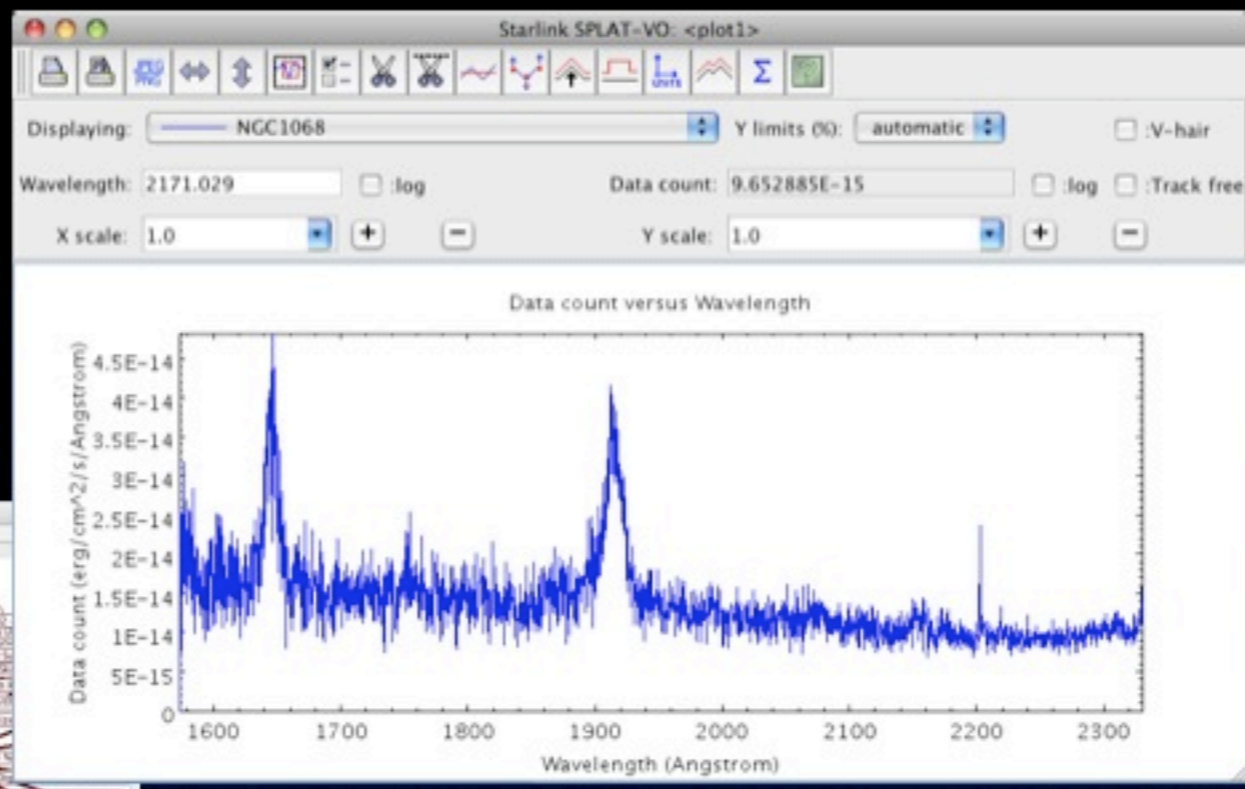 Starlink SPLAT-VO: <plot1>
Displaying: NGC1068 Y limits (%): automatic :V-hair
Wavelength: 2171.029 :log Data count: 9.652885E-15 :log :Track free
X scale: 1.0 + − Y scale: 1.0 + −
Data count versus Wavelength
Data count (erg/cm^2/s/Angstrom)
4.5E-14
4E-14
3.5E-14
3E-14
2.5E-14
2E-14
1.5E-14
1E-14
5E-15
0
1600 1700 1800 1900 2000 2100 2200 2300
Wavelength (Angstrom)